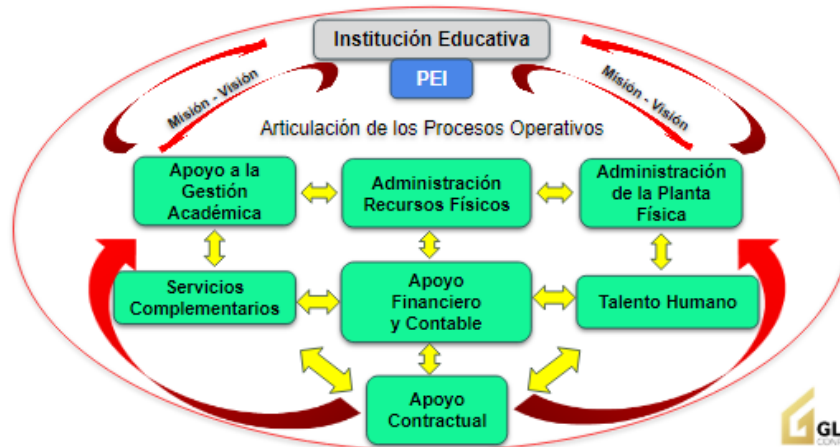 Institución Educativa
PEI
Misión - Visión
Misión - Visión
Articulación de los Procesos Operativos
Apoyo a la
Gestión
Académica
Administración
Recursos Físicos
Administración
de la Planta
Física
Servicios
Complementarios
Apoyo
Financiero
y Contable
Talento Humano
Apoyo
Contractual